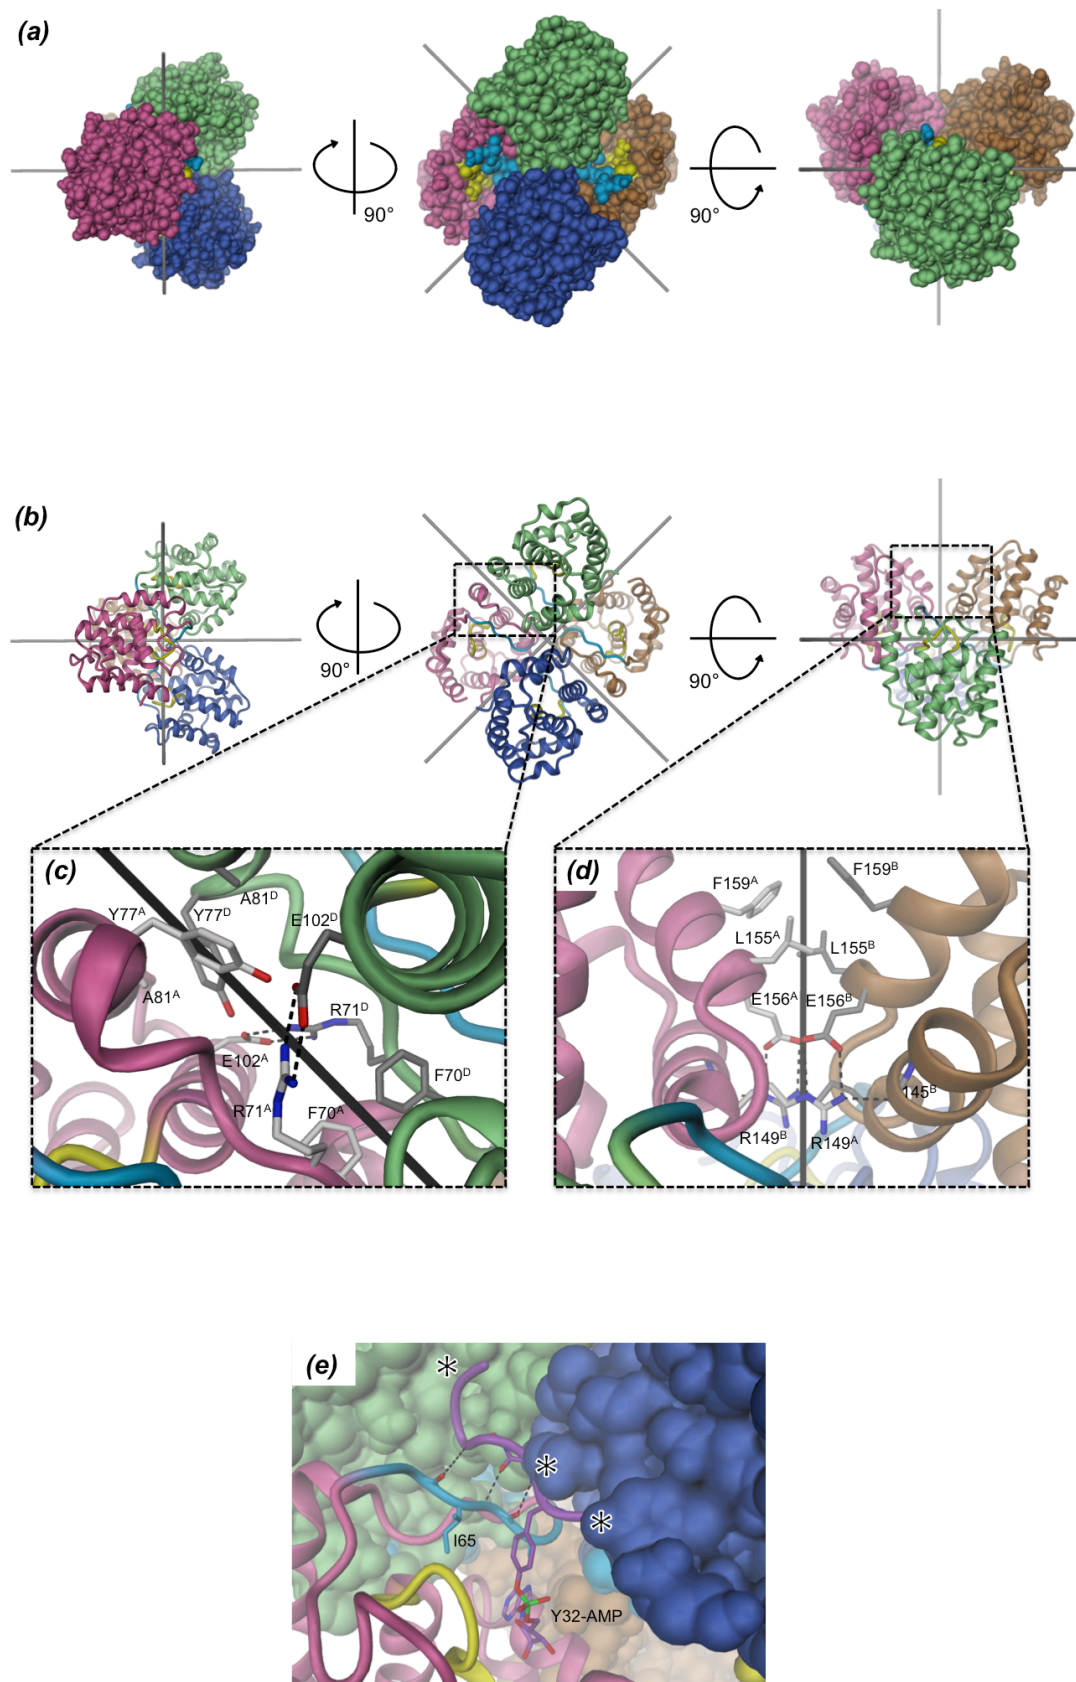 (a)
90°
90°
(b)
90°
90°
(c)
A81ᴰ
Y77ᴬ
Y77ᴰ
E102ᴰ
A81ᴬ
R71ᴰ
E102ᴬ
F70ᴰ
R71ᴬ
F70ᴬ
(d)
F159ᴬ
F159ᴮ
L155ᴬ
L155ᴮ
E156ᴬ
E156ᴮ
145ᴮ
R149ᴮ
R149ᴬ
(e)
*
*
*
I65
Y32-AMP